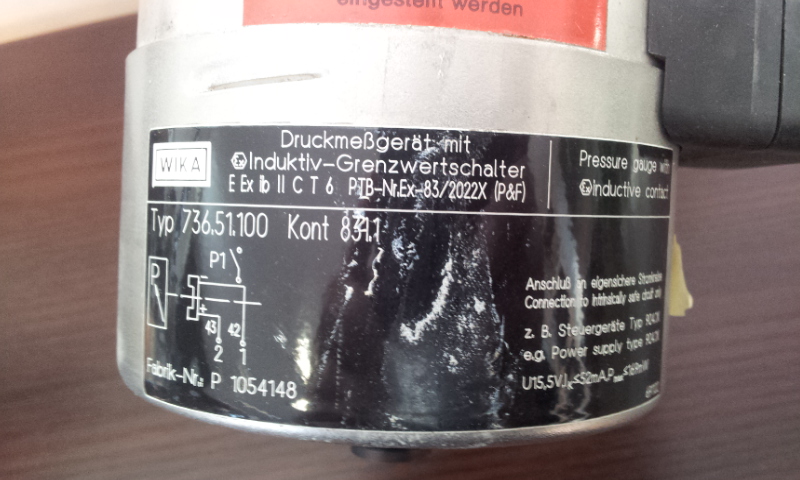 eingestellt werden
WIKA
Druckmeßgerät mit
Induktiv-Grenzwertschalter
E Ex ib II C T 6 PTB-Nr.Ex-83/2022X (P&F)
Pressure gauge with
inductive contact
Typ 736.51.100 Kont 831.1
P1
P
-
+
43 42
2 1
Fabrik-Nr.: P 1054148
Anschluß an eigensichere Stromkreise
Connection to intrinsically safe circuit only
z. B. Steuergeräte Typ
e.g. Power supply type